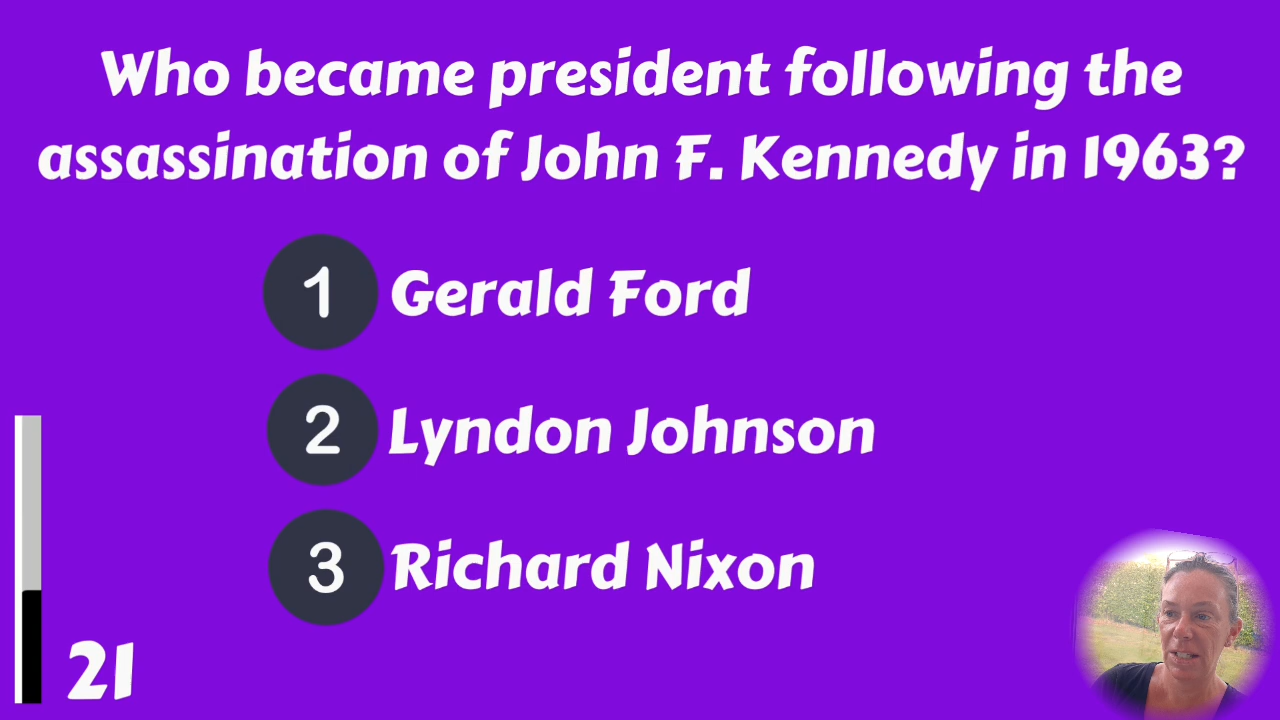 Who became president following the
assassination of John F. Kennedy in 1963?
1 Gerald Ford
2 Lyndon Johnson
3 Richard Nixon
21